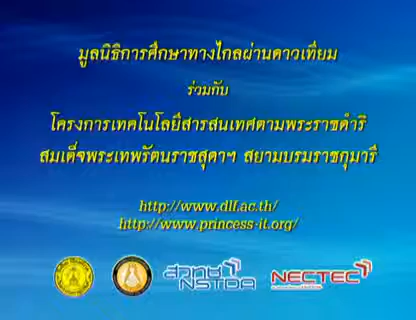 มูลนิธิการศึกษาทางไกลผ่านดาวเทียม
ร่วมกับ
โครงการเทคโนโลยีสารสนเทศตามพระราชดำริ
สมเด็จพระเทพรัตนราชสุดาฯ สยามบรมราชกุมารี
http://www.dlf.ac.th/
http://www.princess-it.org/
สวทช
NSTDA
NECTEC